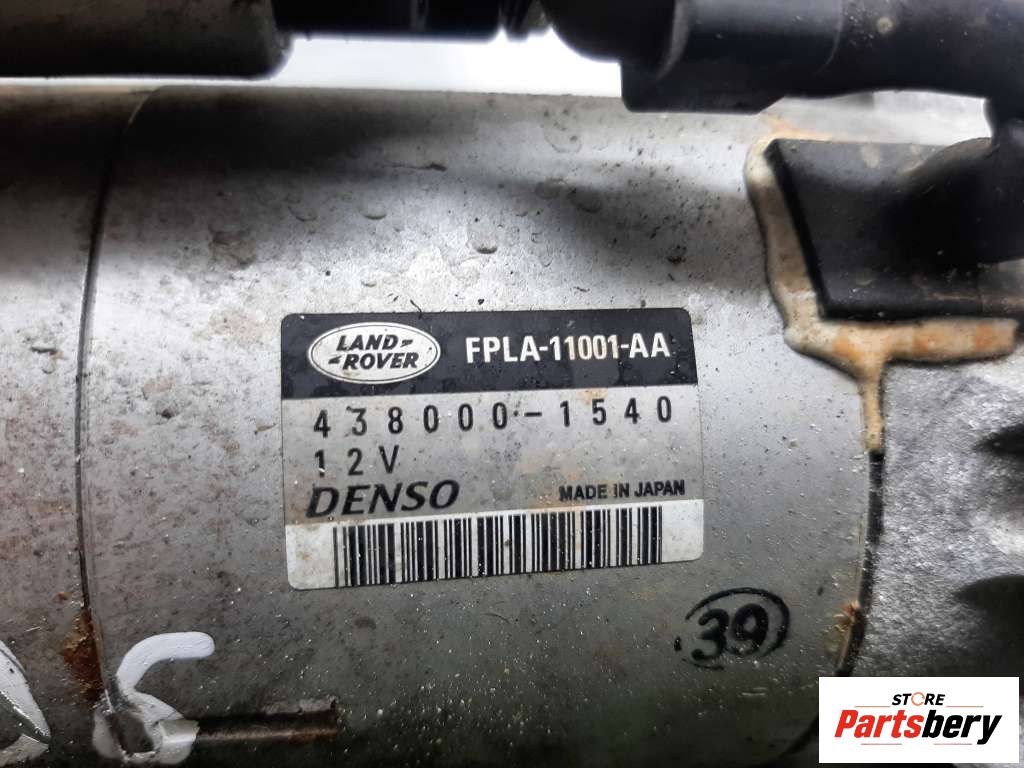 LAND-
-ROVER
FPLA-11001-AA
438000-1540
12V
DENSO
MADE IN JAPAN
39
STORE
Partsbery